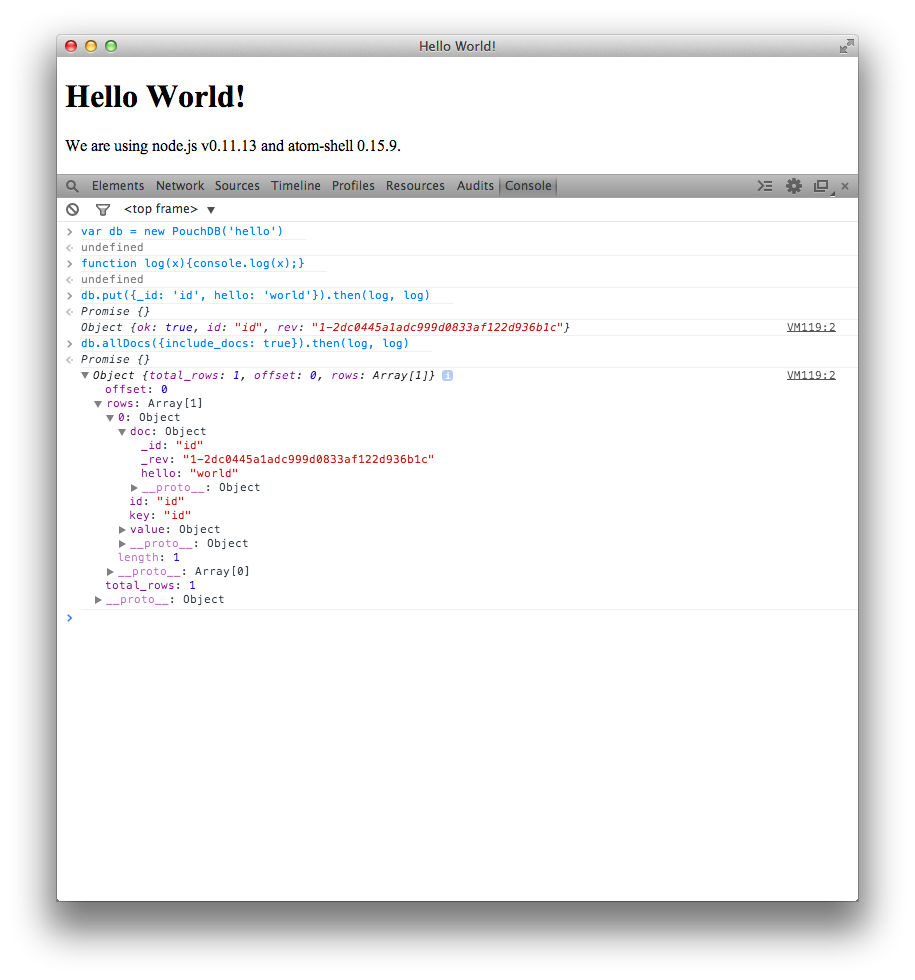 Hello World!
Hello World!
We are using node.js v0.11.13 and atom-shell 0.15.9.
Elements Network Sources Timeline Profiles Resources Audits Console
<top frame>
var db = new PouchDB('hello')
undefined
function log(x){console.log(x);}
undefined
db.put({_id: 'id', hello: 'world'}).then(log, log)
Promise {}
Object {ok: true, id: "id", rev: "1-2dc0445a1adc999d0833af122d936b1c"} VM119:2
db.allDocs({include_docs: true}).then(log, log)
Promise {}
Object {total_rows: 1, offset: 0, rows: Array[1]} i VM119:2
offset: 0
rows: Array[1]
0: Object
doc: Object
_id: "id"
_rev: "1-2dc0445a1adc999d0833af122d936b1c"
hello: "world"
__proto__: Object
id: "id"
key: "id"
value: Object
__proto__: Object
length: 1
__proto__: Array[0]
total_rows: 1
__proto__: Object